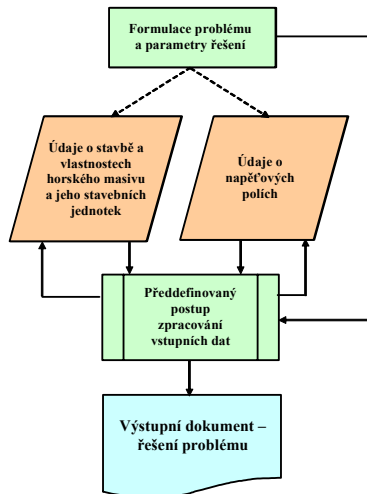 Formulace problému
a parametry řešení
Údaje o stavbě a
vlastnostech
horského masivu
a jeho stavebních
jednotek
Údaje o
napěťových
polích
Předdefinovaný
postup
zpracování
vstupních dat
Výstupní dokument –
řešení problému